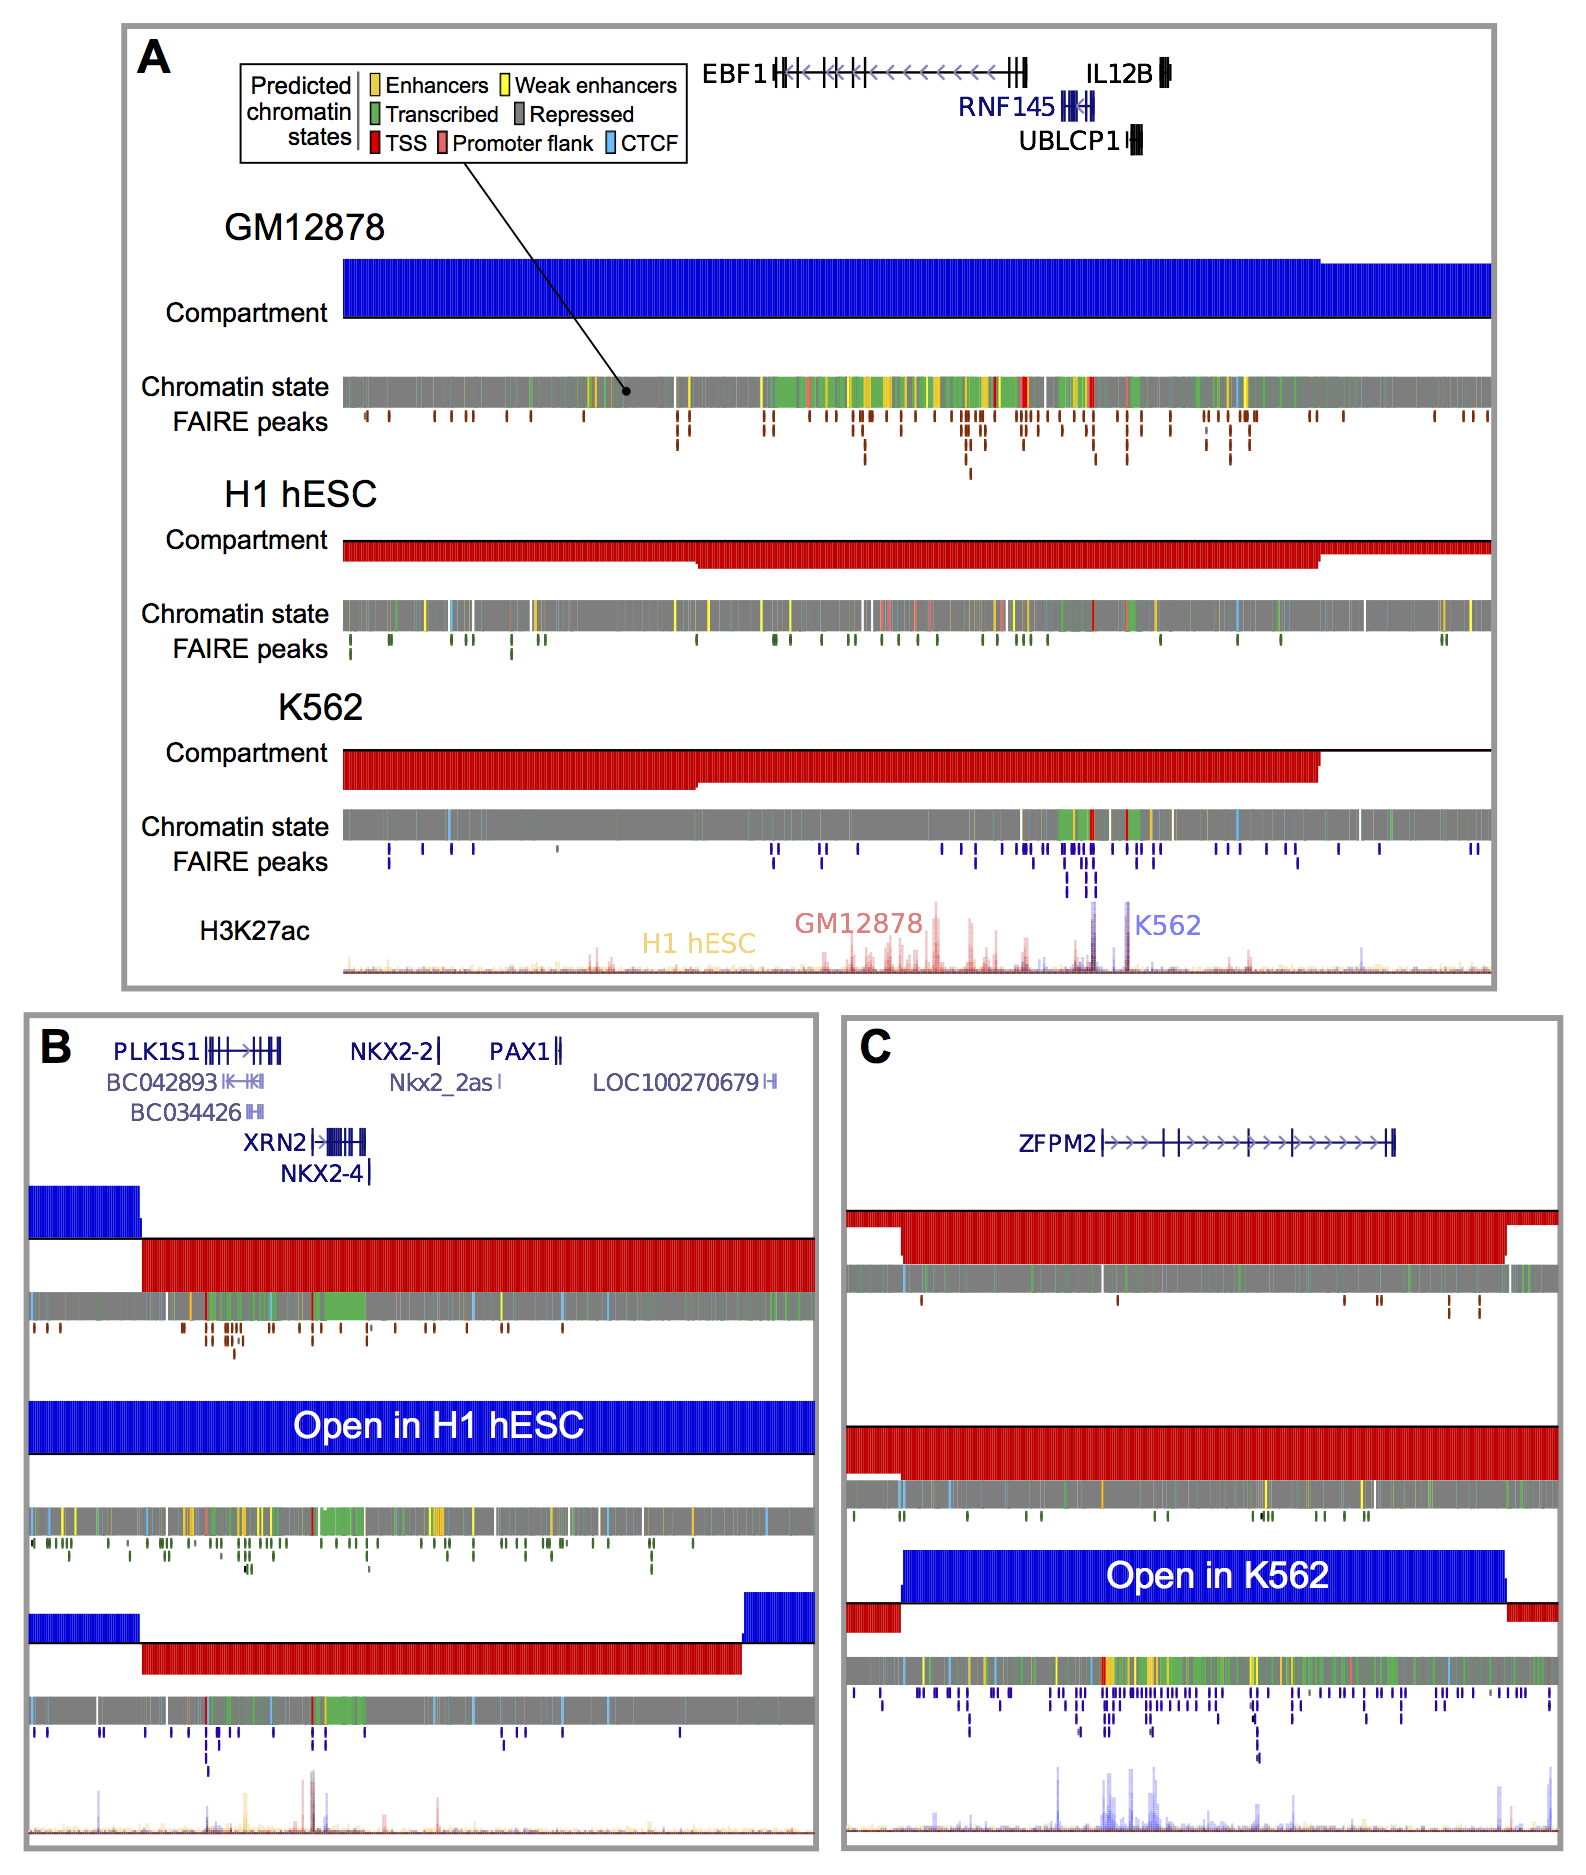 A
EBF1
IL12B
RNF145
UBLCP1
Predicted chromatin states
Enhancers
Weak enhancers
Transcribed
Repressed
TSS
Promoter flank
CTCF
GM12878
Compartment
Chromatin state
FAIRE peaks
H1 hESC
Compartment
Chromatin state
FAIRE peaks
K562
Compartment
Chromatin state
FAIRE peaks
H3K27ac
H1 hESC
GM12878
K562
B
PLK1S1
NKX2-2
PAX1
BC042893
Nkx2_2as
LOC100270679
BC034426
XRN2
NKX2-4
Open in H1 hESC
C
ZFPM2
Open in K562